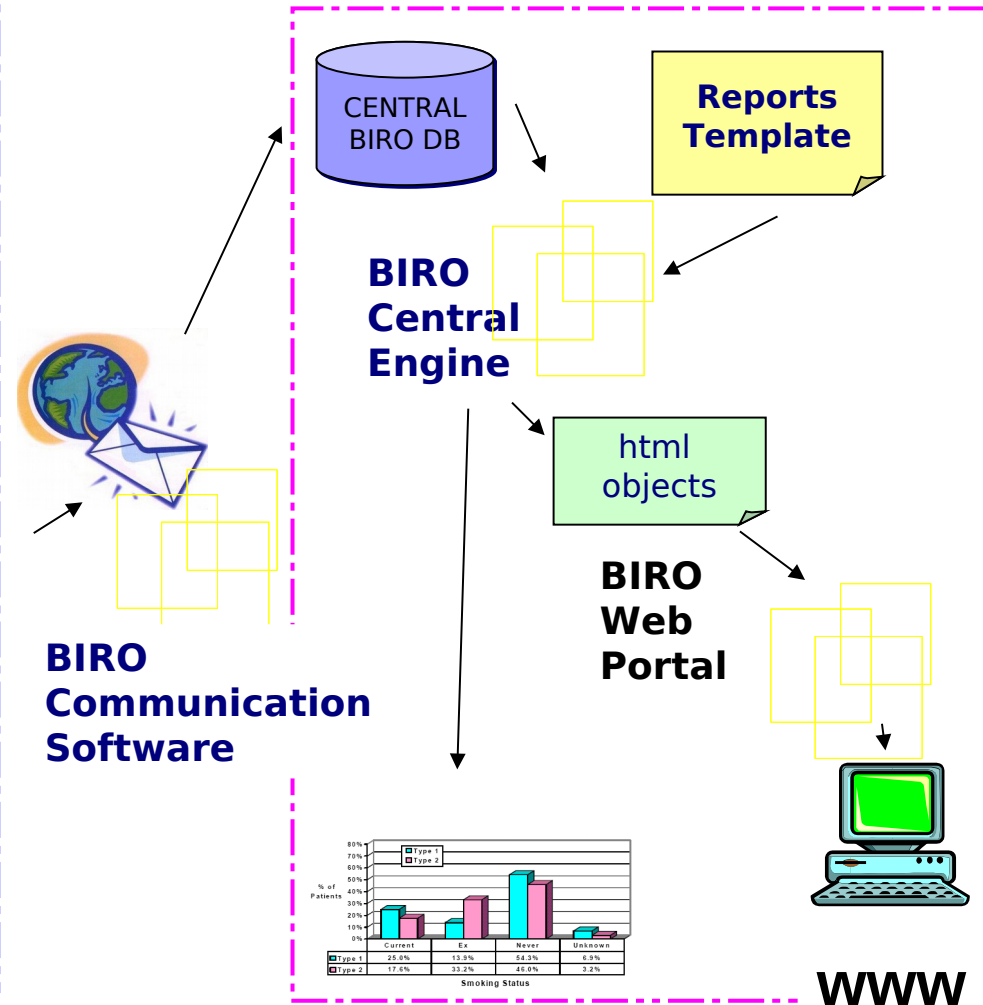 CENTRAL
BIRO DB
Reports
Template
BIRO
Central
Engine
html
objects
BIRO
Web
Portal
BIRO
Communication
Software
80%
70%
60%
50%
40%
30%
20%
10%
0%
% of
Patients
Type 1
Type 2
Current Ex Never Unknown
Type 1 25.0% 13.9% 54.3% 6.9%
Type 2 17.6% 33.2% 46.0% 3.2%
Smoking Status
WWW